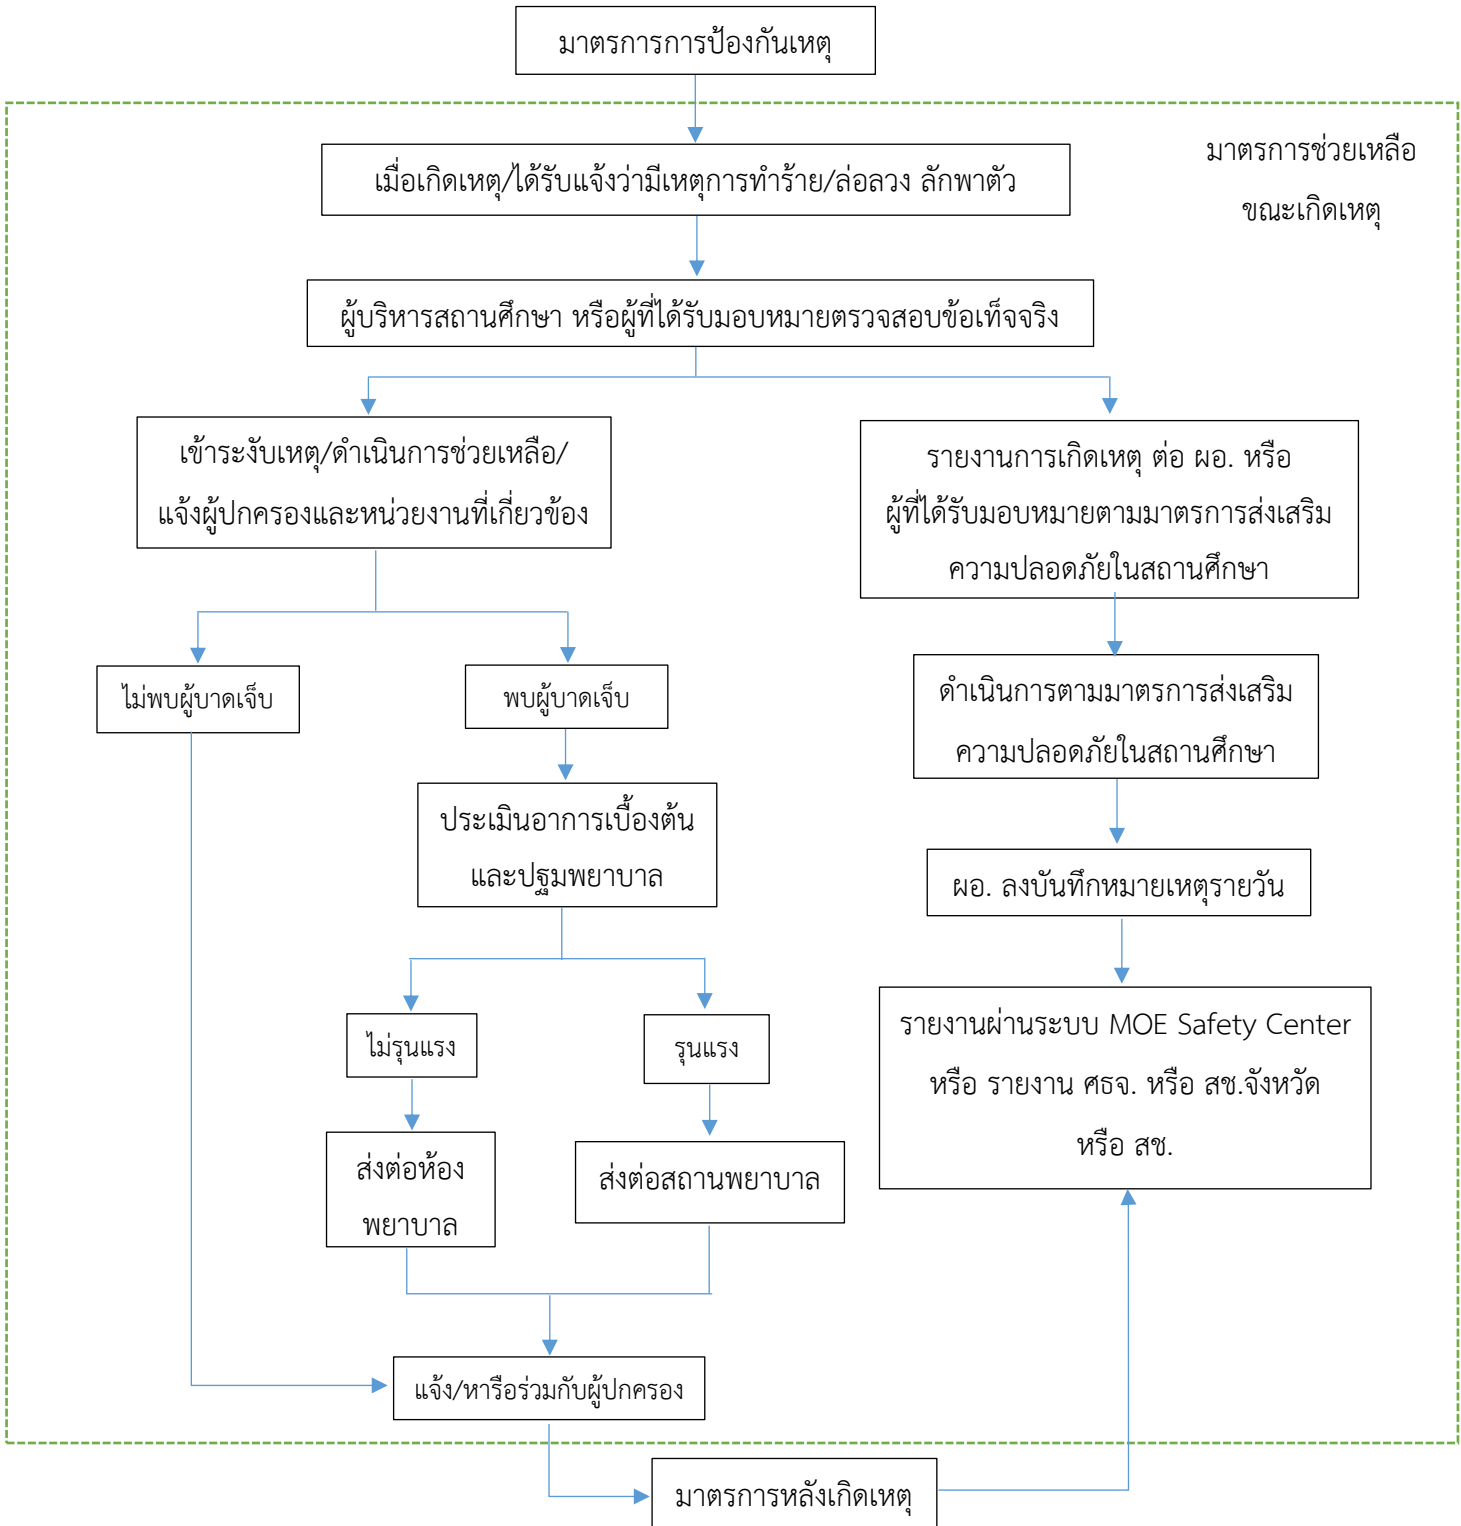 มาตรการการป้องกันเหตุ
มาตรการช่วยเหลือ
ขณะเกิดเหตุ
เมื่อเกิดเหตุ/ได้รับแจ้งว่ามีเหตุการทำร้าย/ล่อลวง ลักพาตัว
ผู้บริหารสถานศึกษา หรือผู้ที่ได้รับมอบหมายตรวจสอบข้อเท็จจริง
เข้าระงับเหตุ/ดำเนินการช่วยเหลือ/
แจ้งผู้ปกครองและหน่วยงานที่เกี่ยวข้อง
รายงานการเกิดเหตุ ต่อ ผอ. หรือ
ผู้ที่ได้รับมอบหมายตามมาตรการส่งเสริม
ความปลอดภัยในสถานศึกษา
ไม่พบผู้บาดเจ็บ
พบผู้บาดเจ็บ
ดำเนินการตามมาตรการส่งเสริม
ความปลอดภัยในสถานศึกษา
ประเมินอาการเบื้องต้น
และปฐมพยาบาล
ผอ. ลงบันทึกหมายเหตุรายวัน
ไม่รุนแรง
รุนแรง
รายงานผ่านระบบ MOE Safety Center
หรือ รายงาน ศธจ. หรือ สช.จังหวัด
หรือ สช.
ส่งต่อห้อง
พยาบาล
ส่งต่อสถานพยาบาล
แจ้ง/หารือร่วมกับผู้ปกครอง
มาตรการหลังเกิดเหตุ